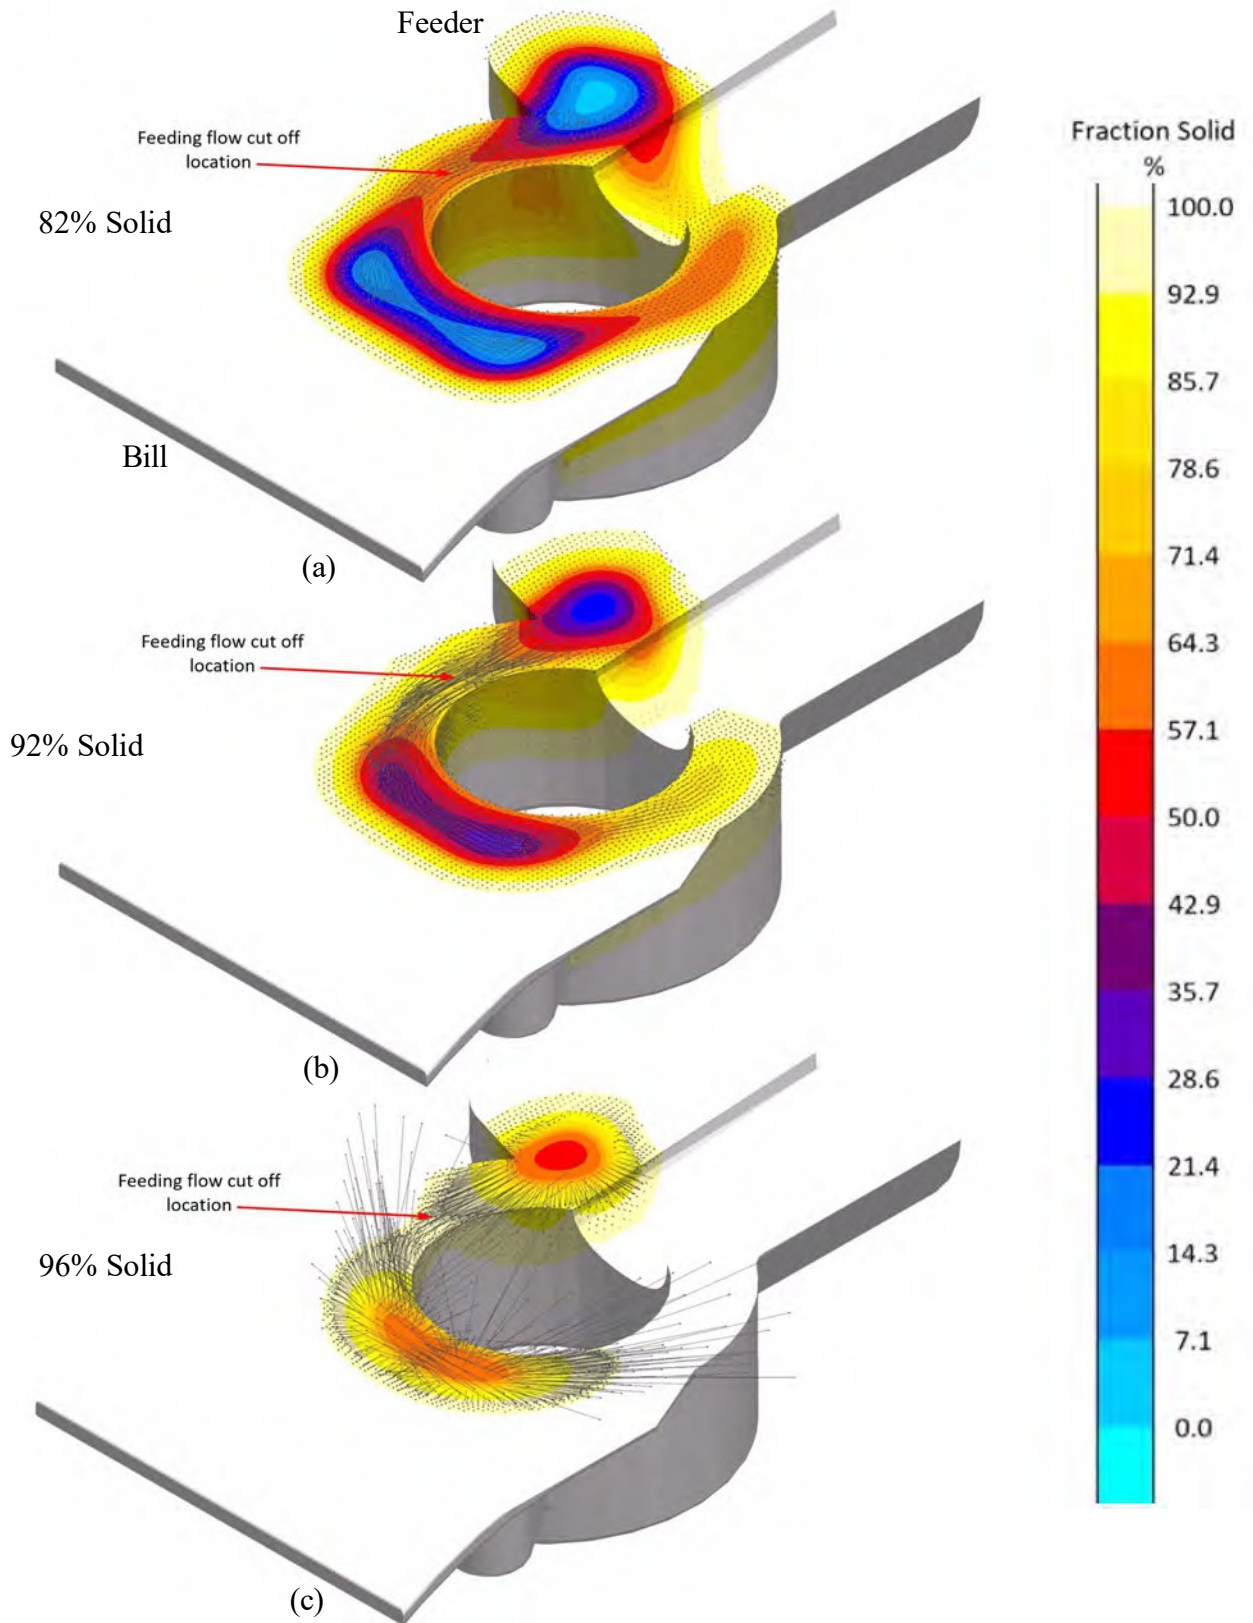 Feeder
Feeding flow cut off
location
82% Solid
Bill
(a)
Feeding flow cut off
location
92% Solid
(b)
Feeding flow cut off
location
96% Solid
(c)
Fraction Solid
%
100.0
92.9
85.7
78.6
71.4
64.3
57.1
50.0
42.9
35.7
28.6
21.4
14.3
7.1
0.0